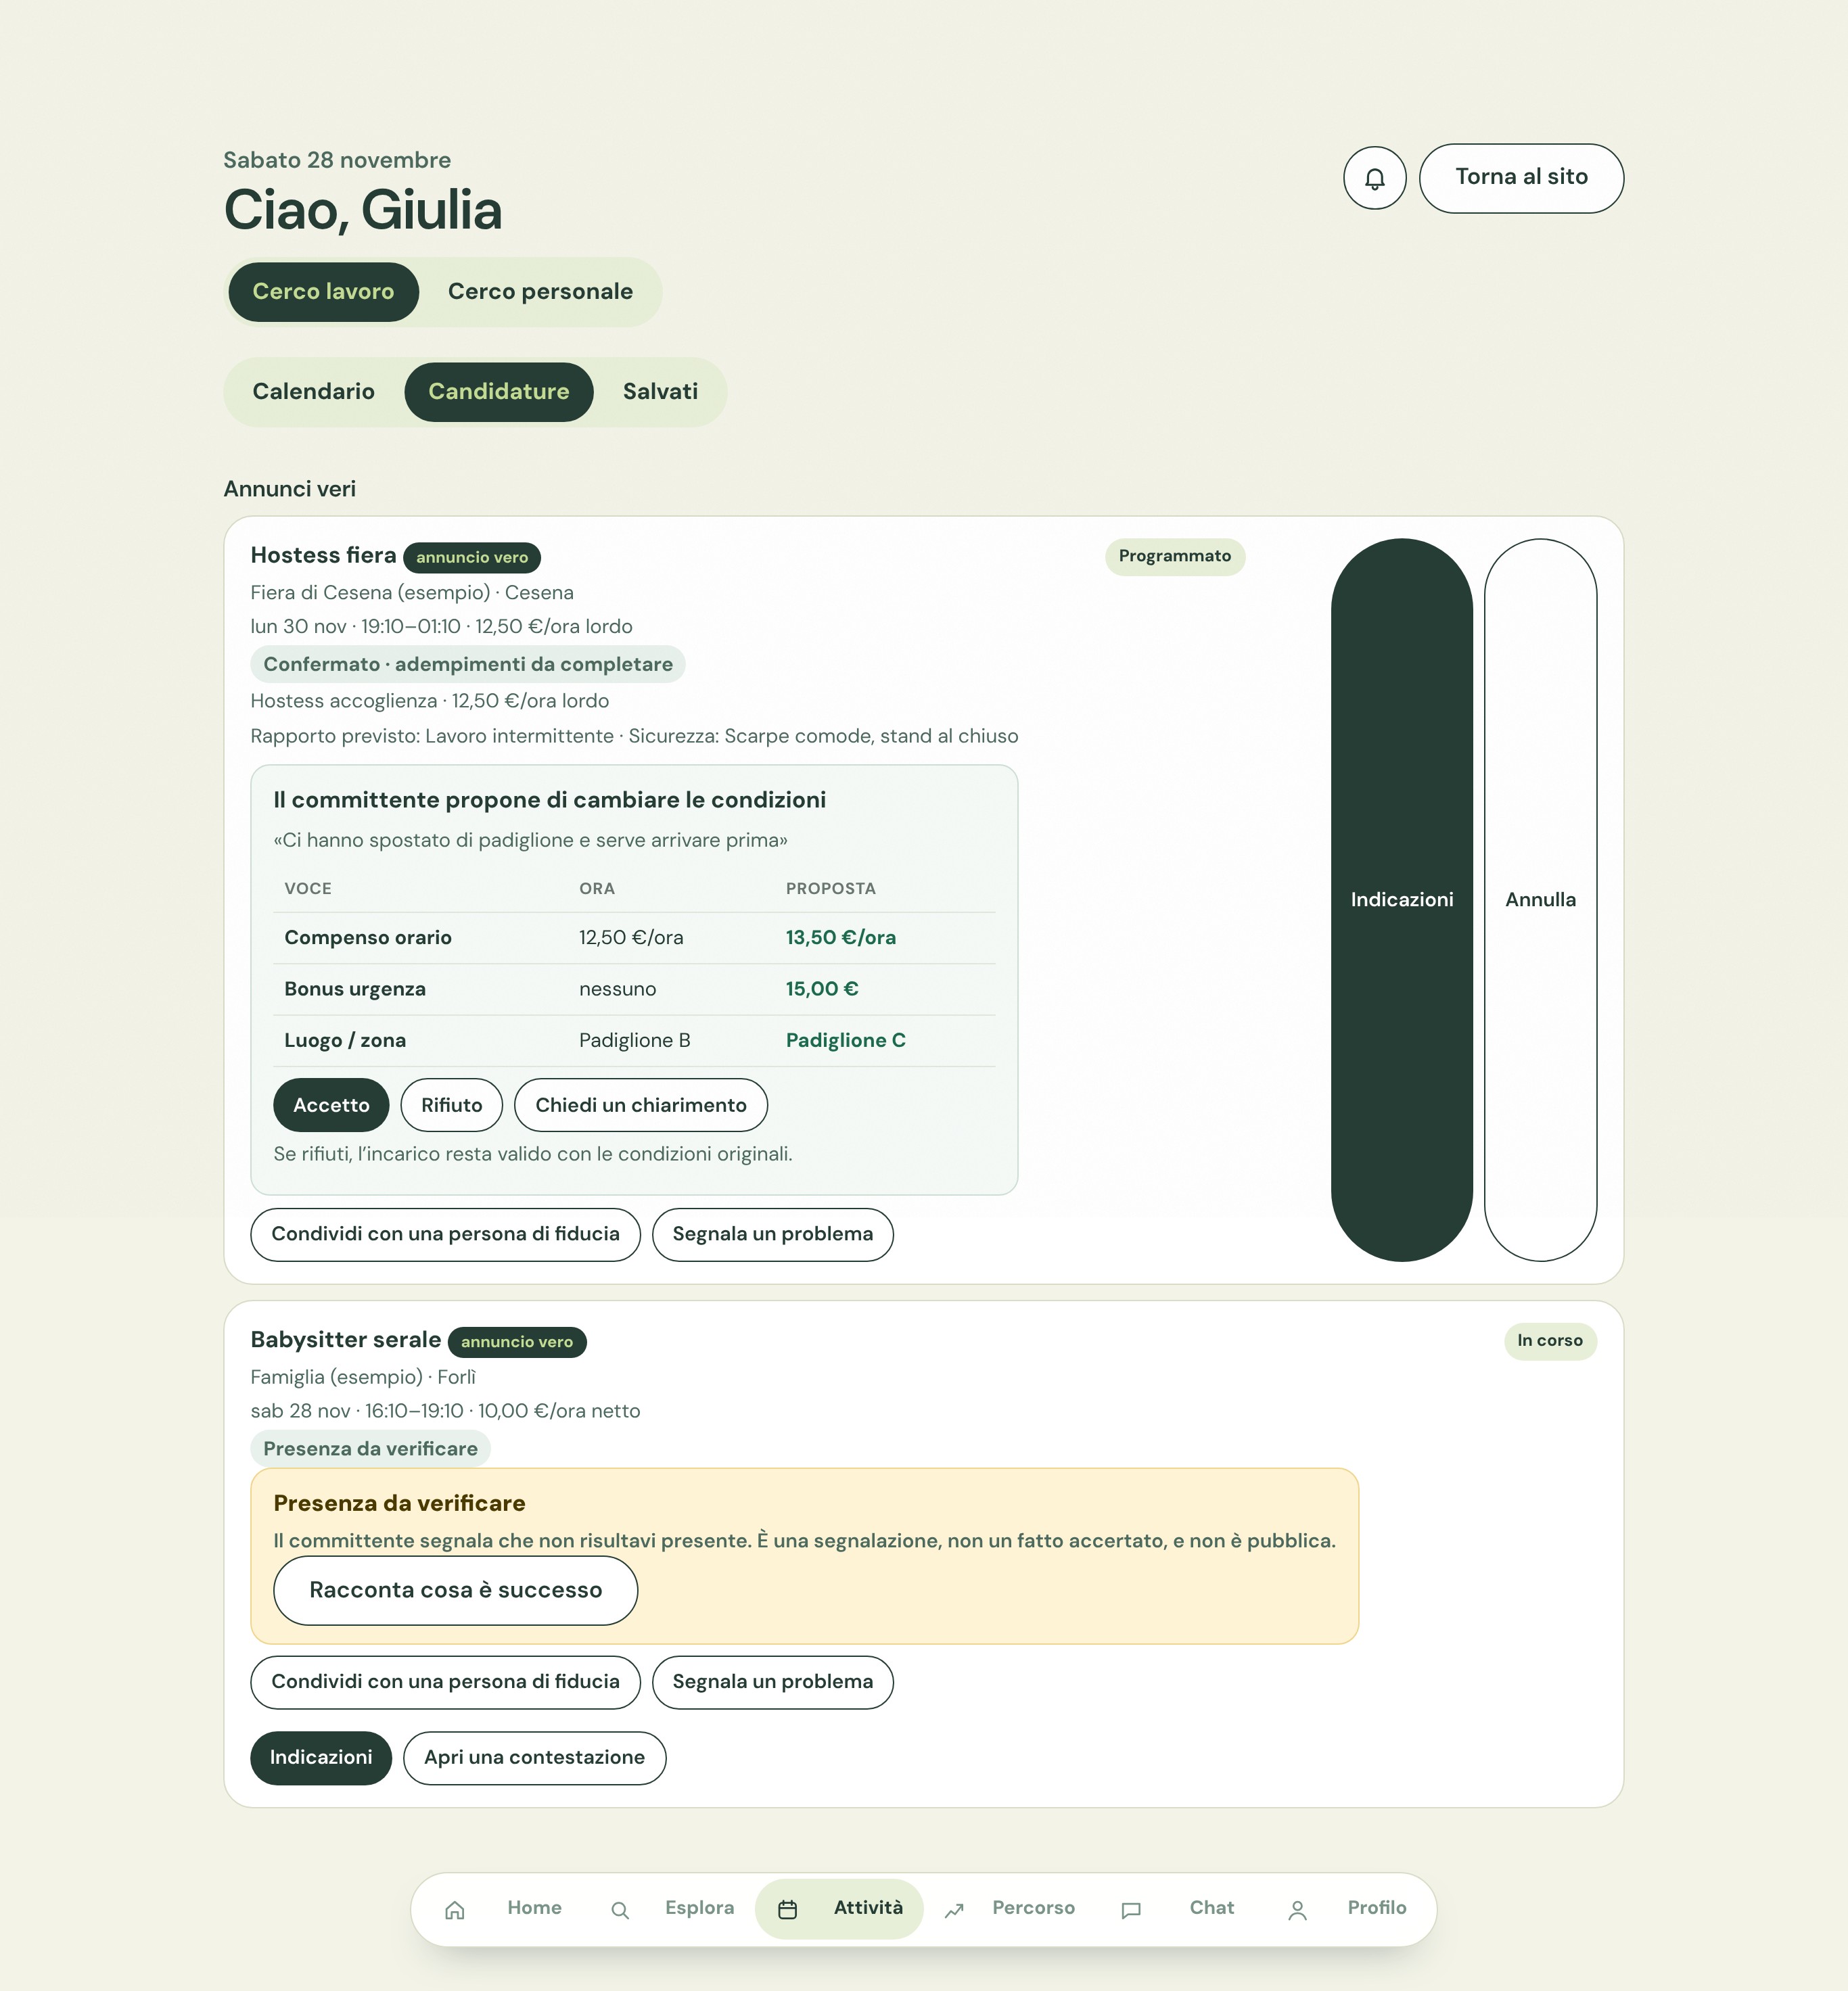 Sabato 28 novembre
Ciao, Giulia
Torna al sito
Cerco lavoro Cerco personale
Calendario Candidature Salvati
Annunci veri
Hostess fiera annuncio vero Programmato
Fiera di Cesena (esempio) · Cesena
lun 30 nov · 19:10–01:10 · 12,50 €/ora lordo
Confermato · adempimenti da completare
Hostess accoglienza · 12,50 €/ora lordo
Rapporto previsto: Lavoro intermittente · Sicurezza: Scarpe comode, stand al chiuso
Il committente propone di cambiare le condizioni
«Ci hanno spostato di padiglione e serve arrivare prima»
VOCE ORA PROPOSTA
Compenso orario 12,50 €/ora 13,50 €/ora
Bonus urgenza nessuno 15,00 €
Luogo / zona Padiglione B Padiglione C
Accetto Rifiuto Chiedi un chiarimento
Se rifiuti, l’incarico resta valido con le condizioni originali.
Condividi con una persona di fiducia Segnala un problema
Indicazioni Annulla
Babysitter serale annuncio vero In corso
Famiglia (esempio) · Forlì
sab 28 nov · 16:10–19:10 · 10,00 €/ora netto
Presenza da verificare
Presenza da verificare
Il committente segnala che non risultavi presente. È una segnalazione, non un fatto accertato, e non è pubblica.
Racconta cosa è successo
Condividi con una persona di fiducia Segnala un problema
Indicazioni Apri una contestazione
Home Esplora Attività Percorso Chat Profilo